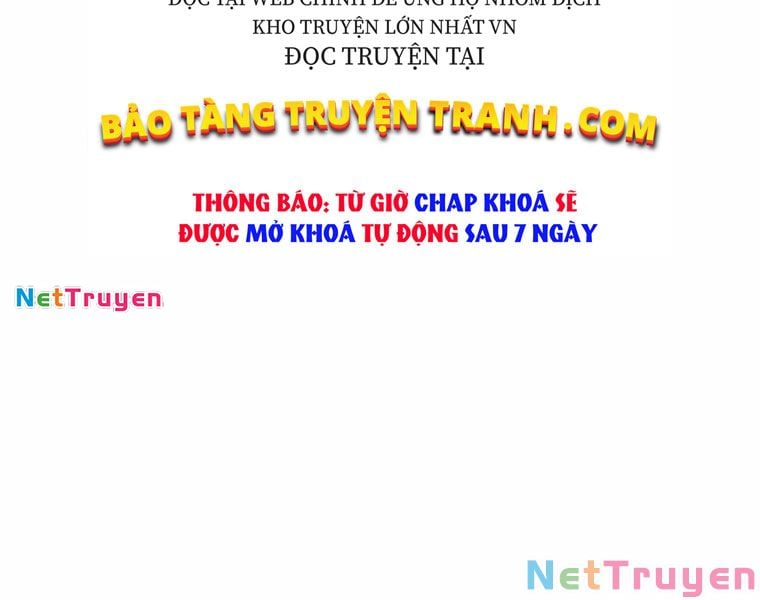 ĐỌC TẠI WEB CHÍNH ĐỂ ỦNG HỘ NHÓM DỊCH
KHO TRUYỆN LỚN NHẤT VN
ĐỌC TRUYỆN TẠI
BẢO TÀNG TRUYỆN TRANH.COM
THÔNG BÁO: TỪ GIỜ CHAP KHOÁ SẼ
ĐƯỢC MỞ KHOÁ TỰ ĐỘNG SAU 7 NGÀY
NetTruyen
NetTruyen